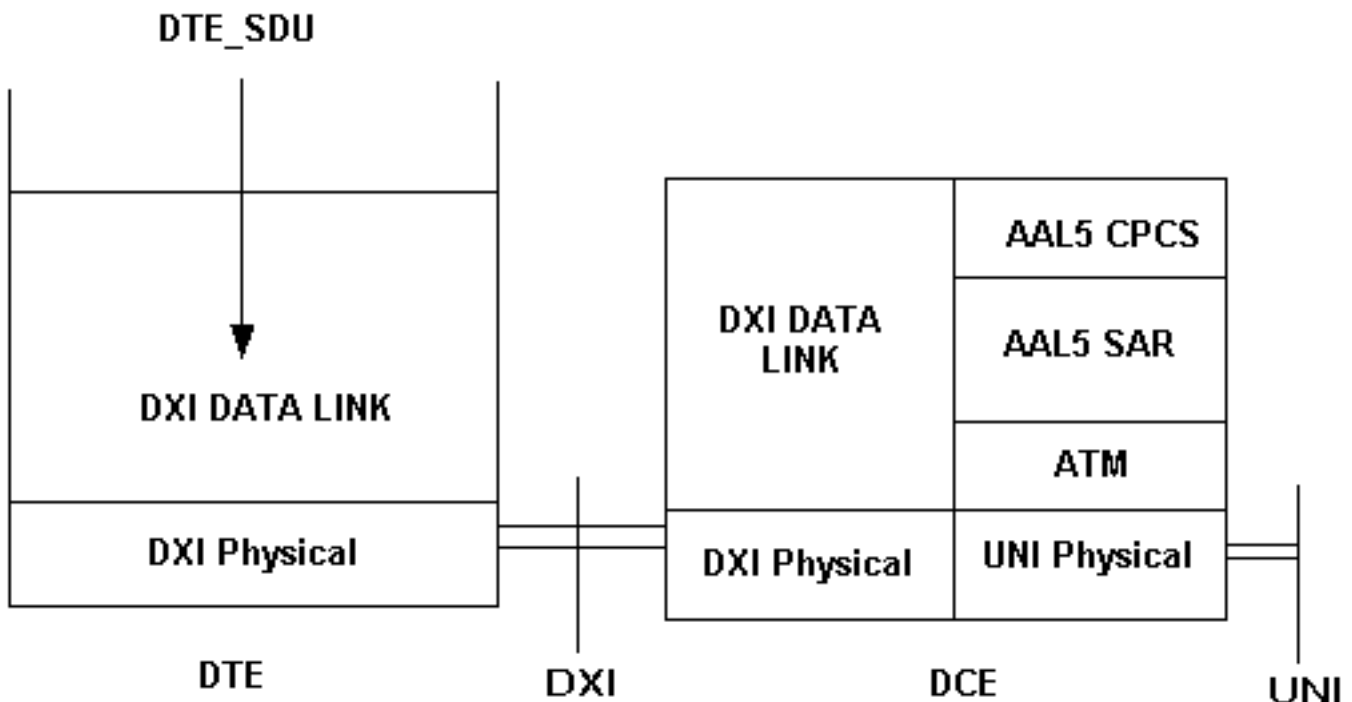 DTE_SDU
DXI DATA LINK
DXI Physical
DTE
DXI
DXI DATA
LINK
DXI Physical
AAL5 CPCS
AAL5 SAR
ATM
UNI Physical
DCE
UNI